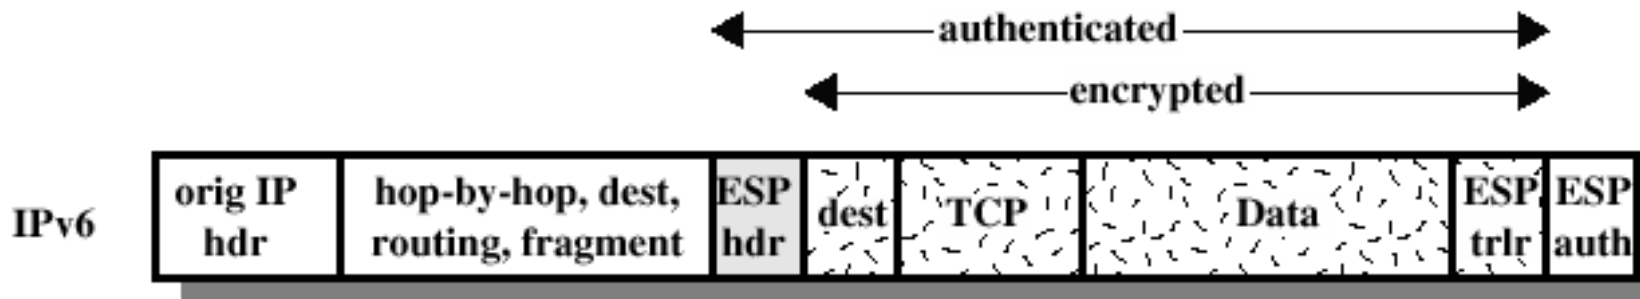 authenticated
encrypted
IPv6
orig IP
hdr
hop-by-hop, dest,
routing, fragment
ESP
hdr
dest
TCP
Data
ESP
trlr
ESP
auth